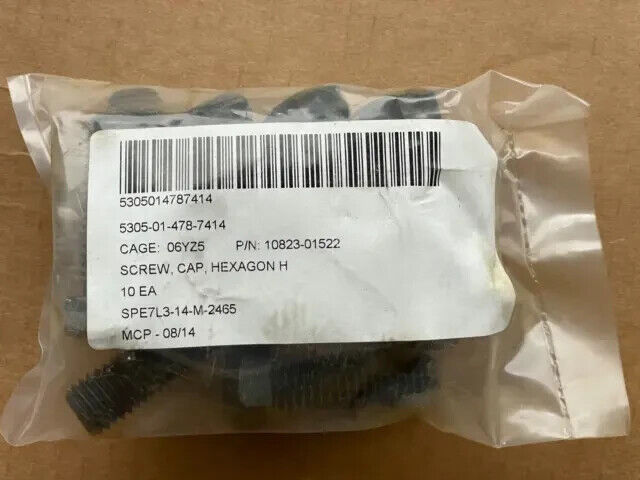 5305014787414
5305-01-478-7414
CAGE: 06YZ5 P/N: 10823-01522
SCREW, CAP, HEXAGON H
10 EA
SPE7L3-14-M-2465
MCP - 08/14